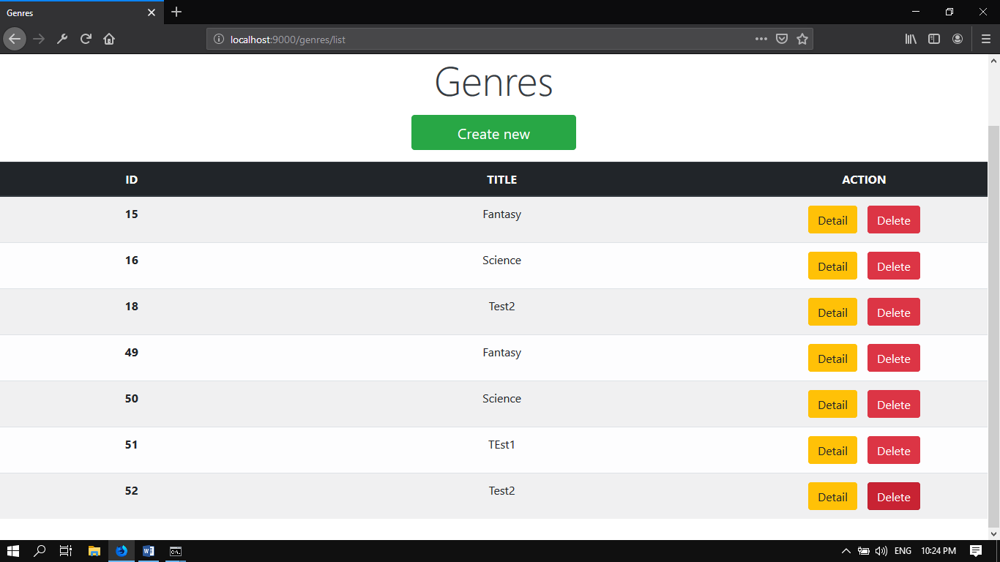 Genres
localhost:9000/genres/list
Genres
Create new
ID TITLE ACTION
15 Fantasy Detail Delete
16 Science Detail Delete
18 Test2 Detail Delete
49 Fantasy Detail Delete
50 Science Detail Delete
51 TEst1 Detail Delete
52 Test2 Detail Delete
ENG 10:24 PM